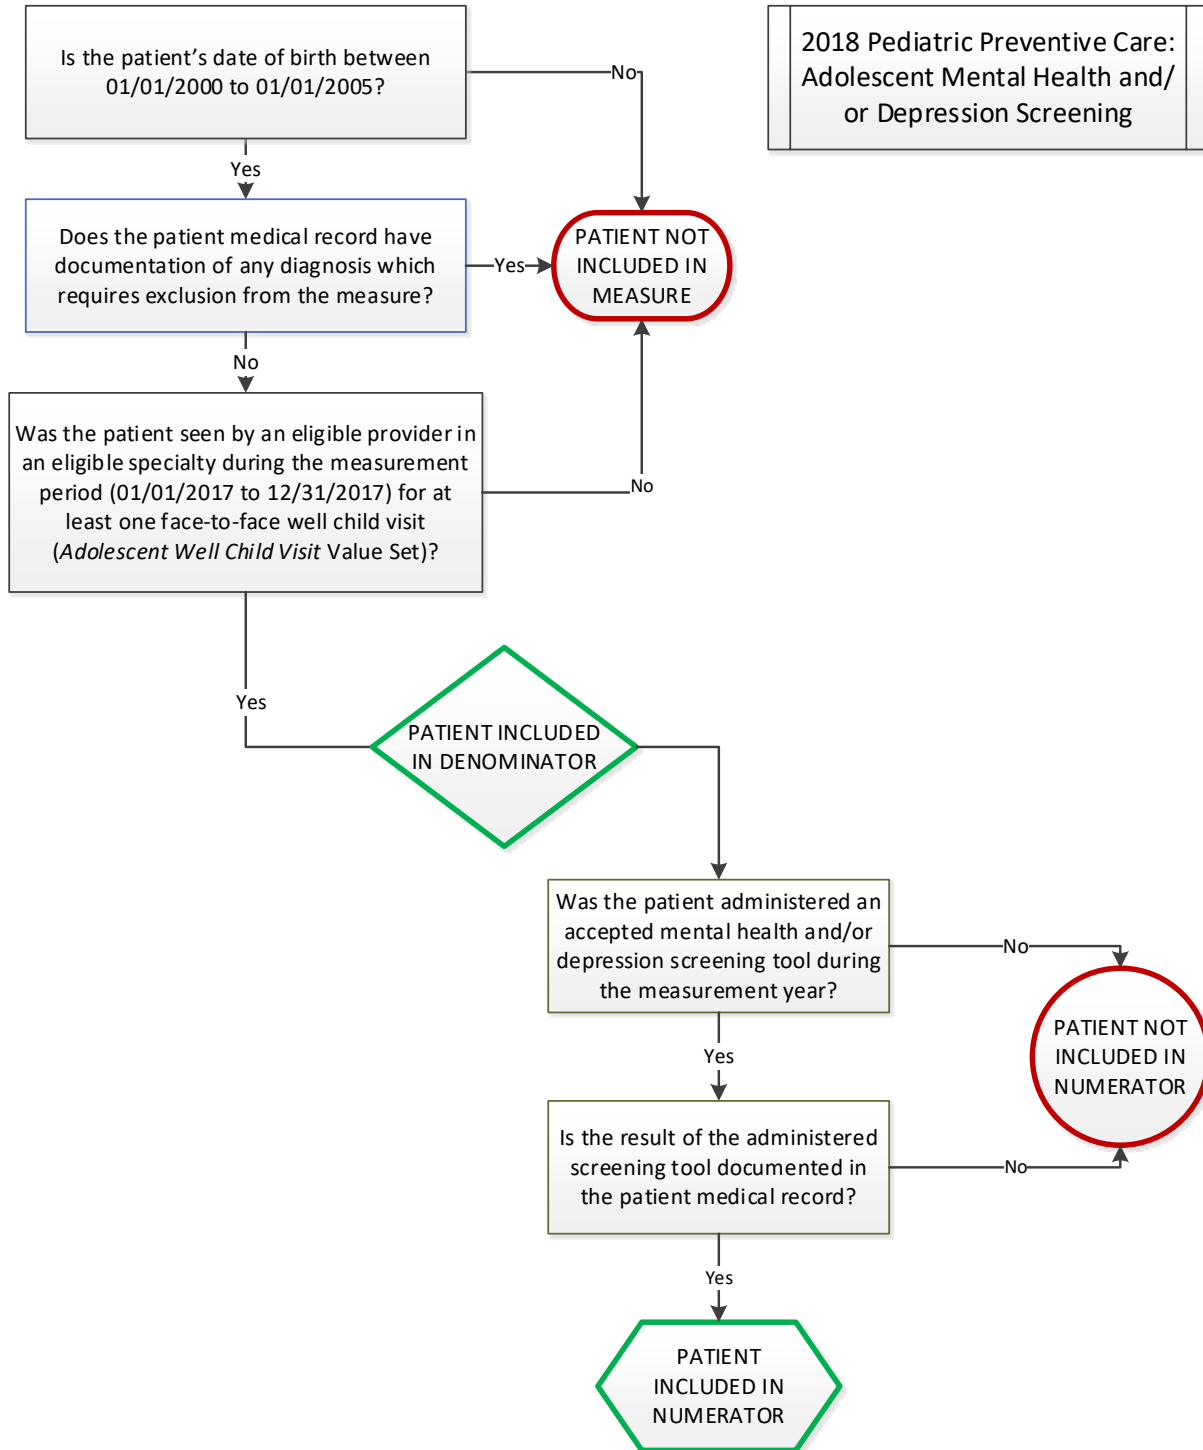 2018 Pediatric Preventive Care:
Adolescent Mental Health and/
or Depression Screening
Is the patient's date of birth between
01/01/2000 to 01/01/2005?
No
Yes
Does the patient medical record have
documentation of any diagnosis which
requires exclusion from the measure?
Yes
PATIENT NOT
INCLUDED IN
MEASURE
No
Was the patient seen by an eligible provider in
an eligible specialty during the measurement
period (01/01/2017 to 12/31/2017) for at
least one face-to-face well child visit
(Adolescent Well Child Visit Value Set)?
No
Yes
PATIENT INCLUDED
IN DENOMINATOR
Was the patient administered an
accepted mental health and/or
depression screening tool during
the measurement year?
No
Yes
PATIENT NOT
INCLUDED IN
NUMERATOR
Is the result of the administered
screening tool documented in
the patient medical record?
No
Yes
PATIENT
INCLUDED IN
NUMERATOR